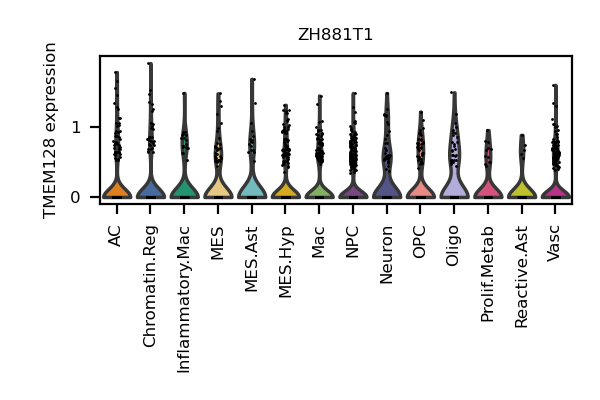 ZH881T1
TMEM128 expression
1
0
AC
Chromatin.Reg
Inflammatory.Mac
MES
MES.Ast
MES.Hyp
Mac
NPC
Neuron
OPC
Oligo
Prolif.Metab
Reactive.Ast
Vasc